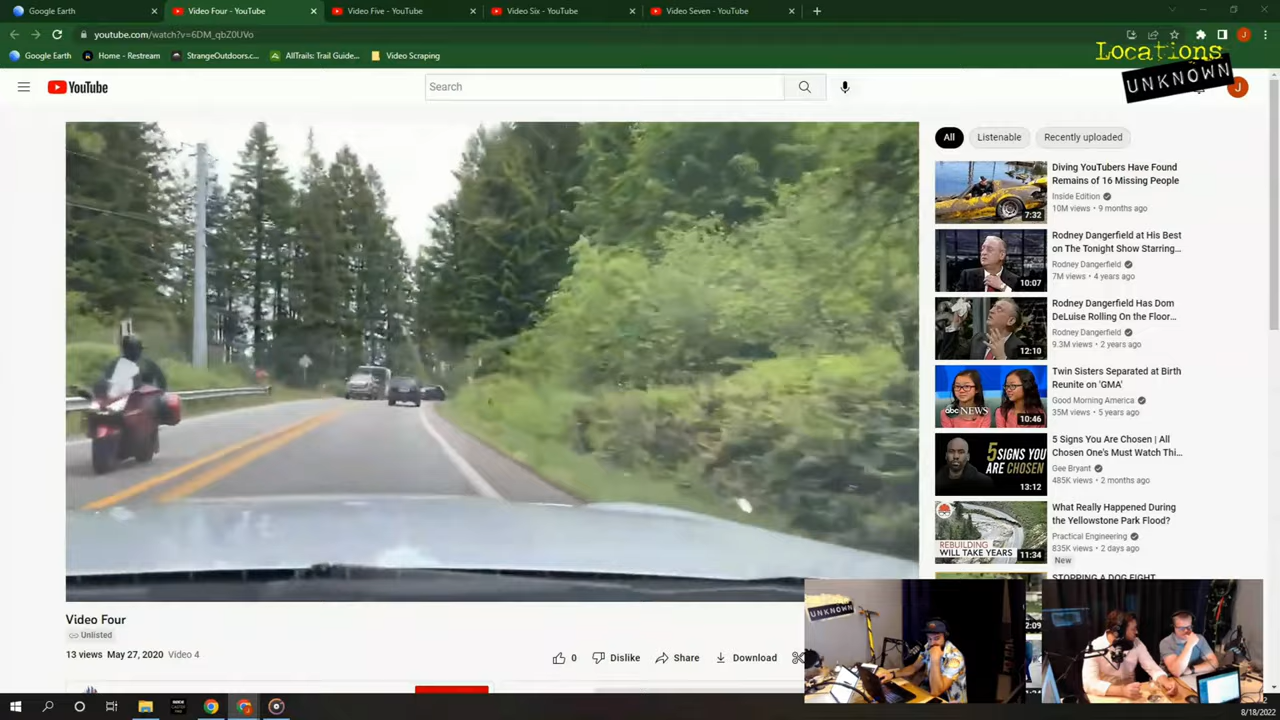 Google Earth
Video Four - YouTube
Video Five - YouTube
Video Six - YouTube
Video Seven - YouTube
youtube.com/watch?v=6DM_qbZ0UVo
Google Earth
Home - Restream
StrangeOutdoors.c...
AllTrails: Trail Guide...
Video Scraping
Locations
UNKNOWN
YouTube
Search
J
All
Listenable
Recently uploaded
Diving YouTubers Have Found
Remains of 16 Missing People
Inside Edition
10M views • 9 months ago
7:32
Rodney Dangerfield at His Best
on The Tonight Show Starring...
Rodney Dangerfield
7M views • 4 years ago
10:07
Rodney Dangerfield Has Dom
DeLuise Rolling On the Floor...
Rodney Dangerfield
9.3M views • 2 years ago
12:10
Twin Sisters Separated at Birth
Reunite on 'GMA'
Good Morning America
35M views • 5 years ago
abc NEWS
10:46
5 Signs You Are Chosen | All
Chosen One's Must Watch Thi...
Gee Bryant
485K views • 2 months ago
5 SIGNS YOU
ARE CHOSEN
13:12
What Really Happened During
the Yellowstone Park Flood?
Practical Engineering
835K views • 2 days ago
New
REBUILDING
WILL TAKE YEARS
11:34
STOPPING A DOG FIGHT
Video Four
Unlisted
13 views May 27, 2020 Video 4
0
Dislike
Share
Download
UNKNOWN
2:09
8/18/2022